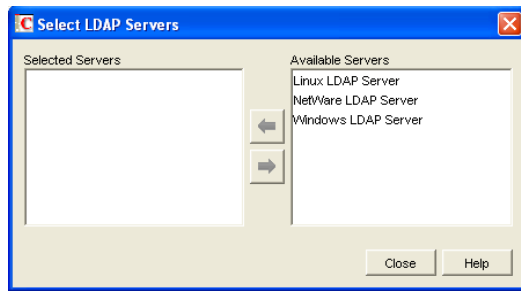 C Select LDAP Servers
Selected Servers
Available Servers
Linux LDAP Server
NetWare LDAP Server
Windows LDAP Server
Close
Help